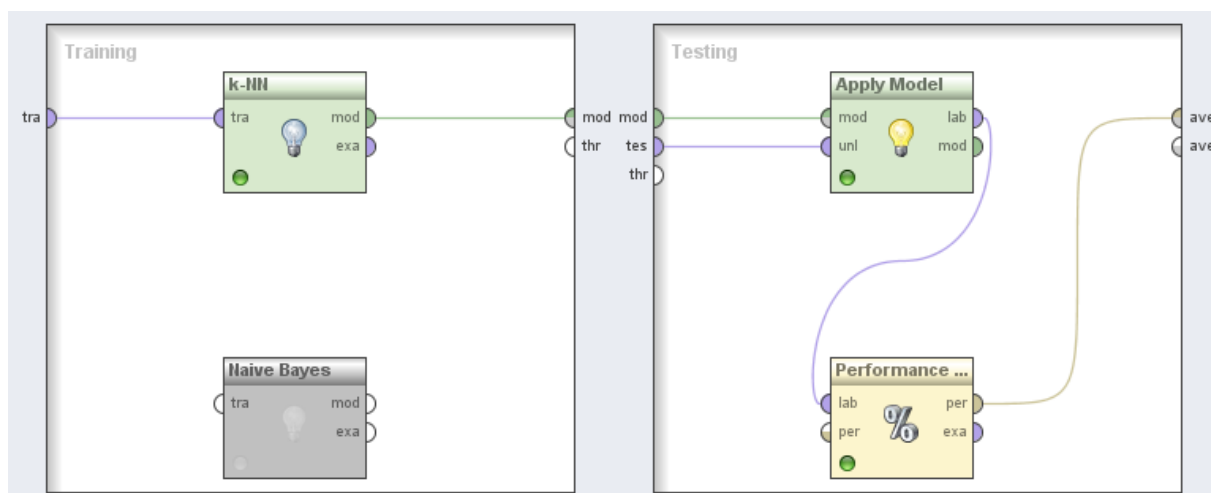 Training
Testing
k-NN
Apply Model
tra
tra
mod
mod
mod
mod
lab
ave
exa
thr
tes
unl
mod
ave
thr
Naive Bayes
Performance ...
tra
mod
lab
per
exa
per
exa
%